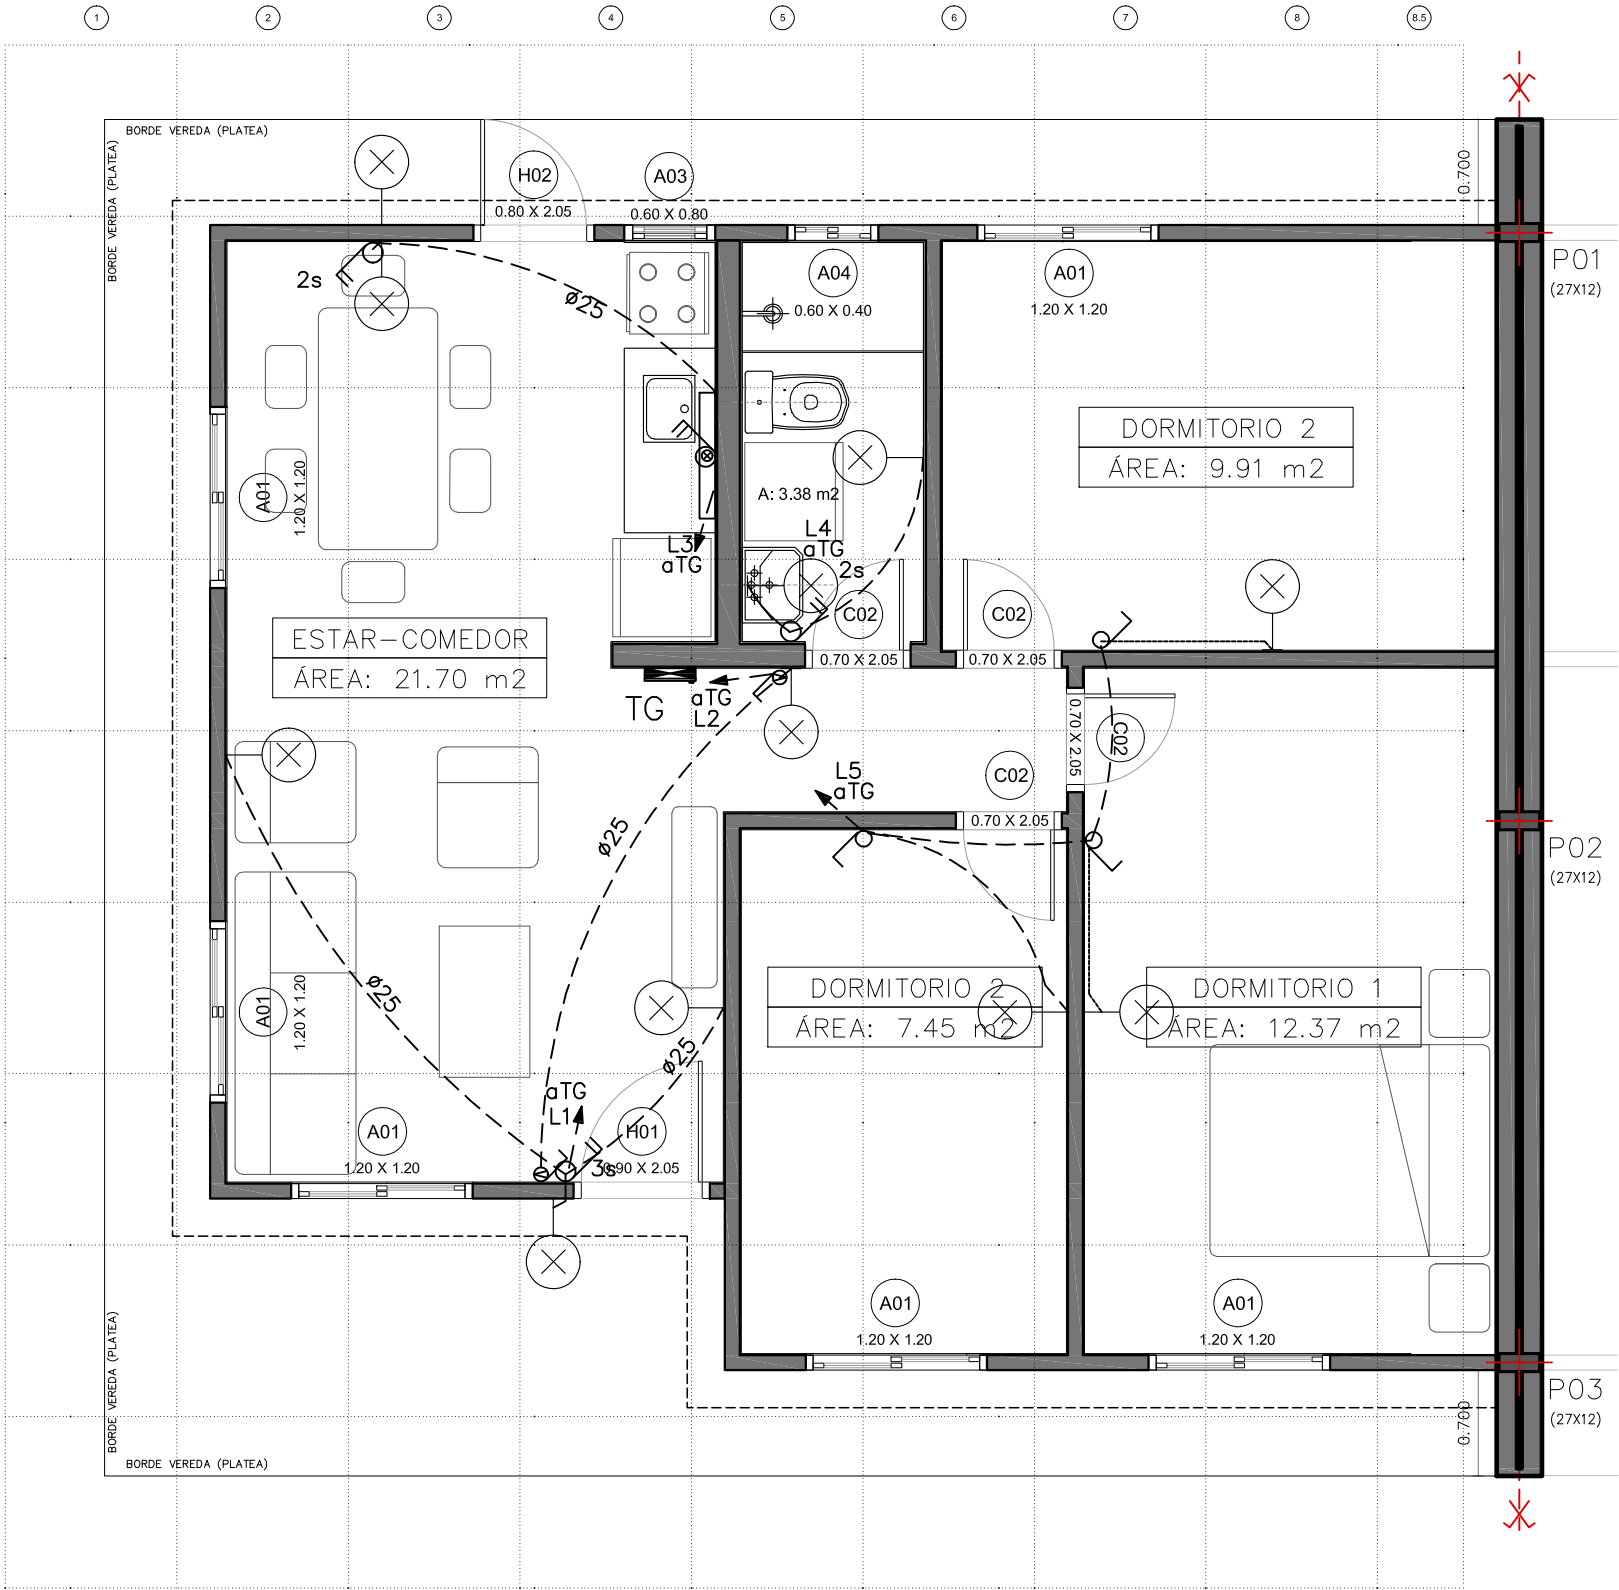 1 2 3 4 5 6 7 8 8.5
BORDE VEREDA (PLATEA)
BORDE VEREDA (PLATEA)
H02
0.80 X 2.05
A03
0.60 X 0.80
0.700
2s
ø25
A04
0.60 X 0.40
A01
1.20 X 1.20
P01
(27X12)
DORMITORIO 2
ÁREA: 9.91 m2
A01
1.20 X 1.20
A: 3.38 m2
L3
aTG
L4
aTG
2s
C02
0.70 X 2.05
C02
0.70 X 2.05
ESTAR-COMEDOR
ÁREA: 21.70 m2
TG
aTG
L2
0.70 X 2.05
C02
L5
aTG
C02
0.70 X 2.05
P02
(27X12)
ø25
ø25
A01
1.20 X 1.20
DORMITORIO 2
ÁREA: 7.45 m2
DORMITORIO 1
ÁREA: 12.37 m2
ø25
aTG
L1
3s
A01
1.20 X 1.20
H01
0.90 X 2.05
A01
1.20 X 1.20
A01
1.20 X 1.20
P03
(27X12)
0.700
BORDE VEREDA (PLATEA)
BORDE VEREDA (PLATEA)